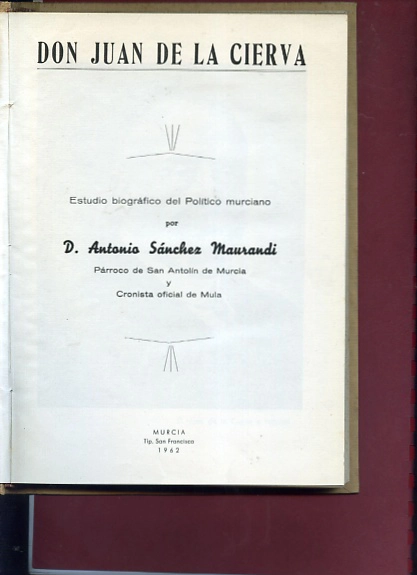 DON JUAN DE LA CIERVA
Estudio biográfico del Político murciano
por
D. Antonio Sánchez Maurandi
Párroco de San Antolín de Murcia
y
Cronista oficial de Mula
MURCIA
Tip. San Francisco
1962